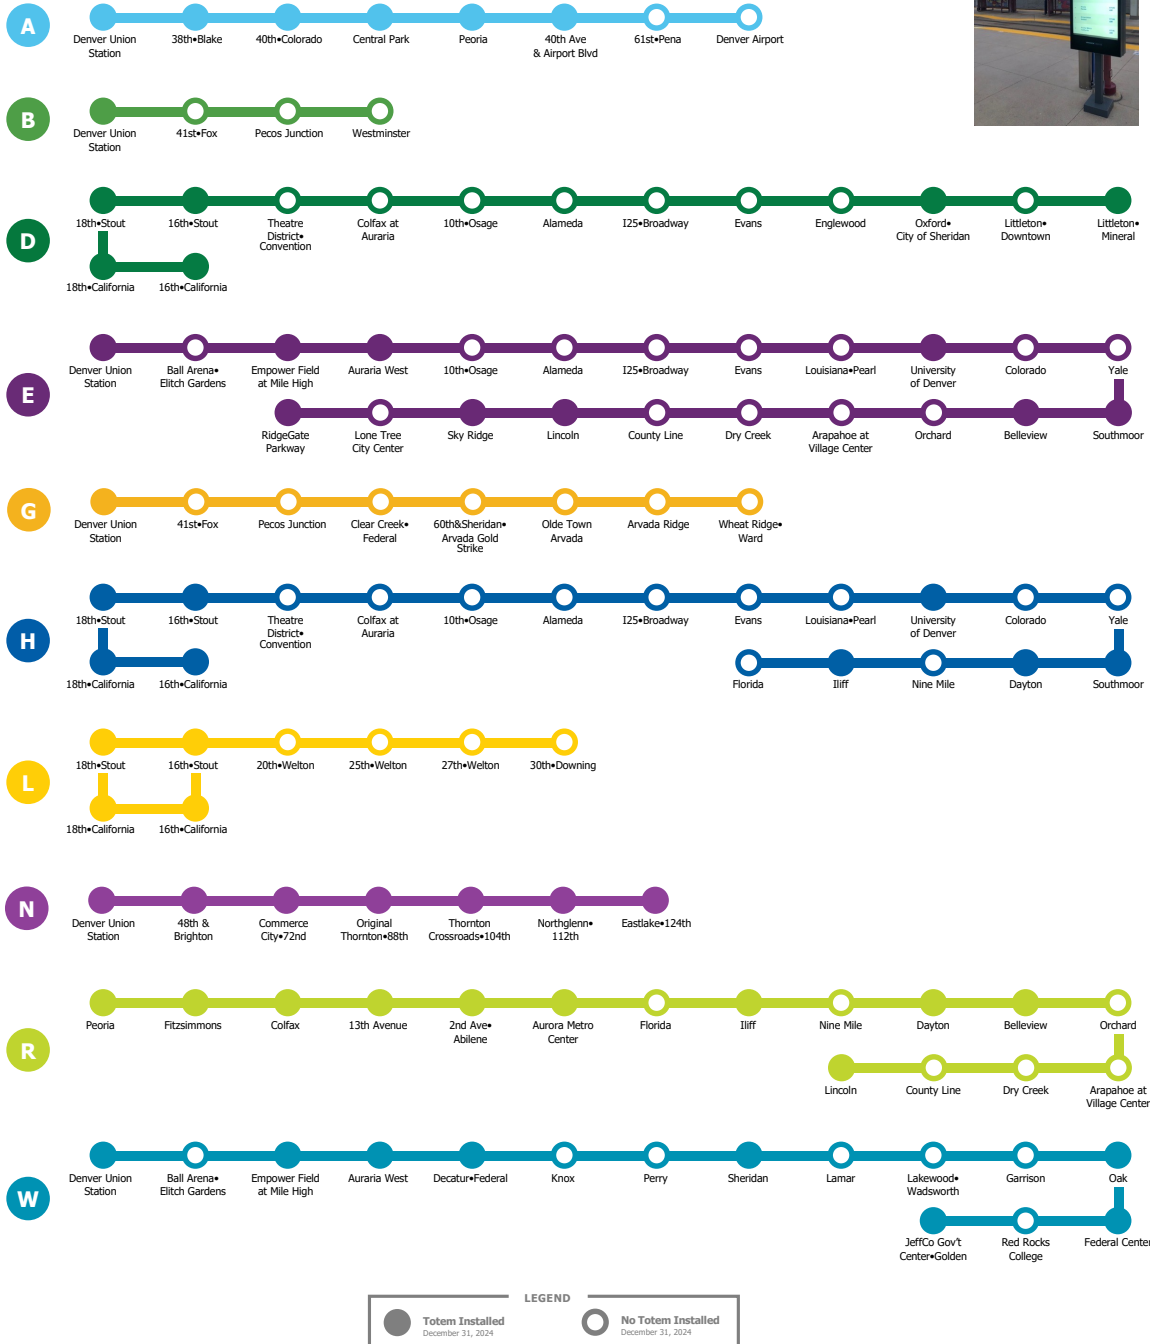 A
Denver Union
Station
38th•Blake
40th•Colorado
Central Park
Peoria
40th Ave
& Airport Blvd
61st•Pena
Denver Airport
B
Denver Union
Station
41st•Fox
Pecos Junction
Westminster
D
18th•Stout
16th•Stout
Theatre
District•
Convention
Colfax at
Auraria
10th•Osage
Alameda
I25•Broadway
Evans
Englewood
Oxford•
City of Sheridan
Littleton•
Downtown
Littleton•
Mineral
18th•California
16th•California
E
Denver Union
Station
Ball Arena•
Elitch Gardens
Empower Field
at Mile High
Auraria West
10th•Osage
Alameda
I25•Broadway
Evans
Louisiana•Pearl
University
of Denver
Colorado
Yale
RidgeGate
Parkway
Lone Tree
City Center
Sky Ridge
Lincoln
County Line
Dry Creek
Arapahoe at
Village Center
Orchard
Belleview
Southmoor
G
Denver Union
Station
41st•Fox
Pecos Junction
Clear Creek•
Federal
60th&Sheridan•
Arvada Gold
Strike
Olde Town
Arvada
Arvada Ridge
Wheat Ridge•
Ward
H
18th•Stout
16th•Stout
Theatre
District•
Convention
Colfax at
Auraria
10th•Osage
Alameda
I25•Broadway
Evans
Louisiana•Pearl
University
of Denver
Colorado
Yale
18th•California
16th•California
Florida
Iliff
Nine Mile
Dayton
Southmoor
L
18th•Stout
16th•Stout
20th•Welton
25th•Welton
27th•Welton
30th•Downing
18th•California
16th•California
N
Denver Union
Station
48th &
Brighton
Commerce
City•72nd
Original
Thornton•88th
Thornton
Crossroads•104th
Northglenn•
112th
Eastlake•124th
R
Peoria
Fitzsimmons
Colfax
13th Avenue
2nd Ave•
Abilene
Aurora Metro
Center
Florida
Iliff
Nine Mile
Dayton
Belleview
Orchard
Lincoln
County Line
Dry Creek
Arapahoe at
Village Center
W
Denver Union
Station
Ball Arena•
Elitch Gardens
Empower Field
at Mile High
Auraria West
Decatur•Federal
Knox
Perry
Sheridan
Lamar
Lakewood•
Wadsworth
Garrison
Oak
JeffCo Gov't
Center•Golden
Red Rocks
College
Federal Center
LEGEND
Totem Installed
December 31, 2024
No Totem Installed
December 31, 2024